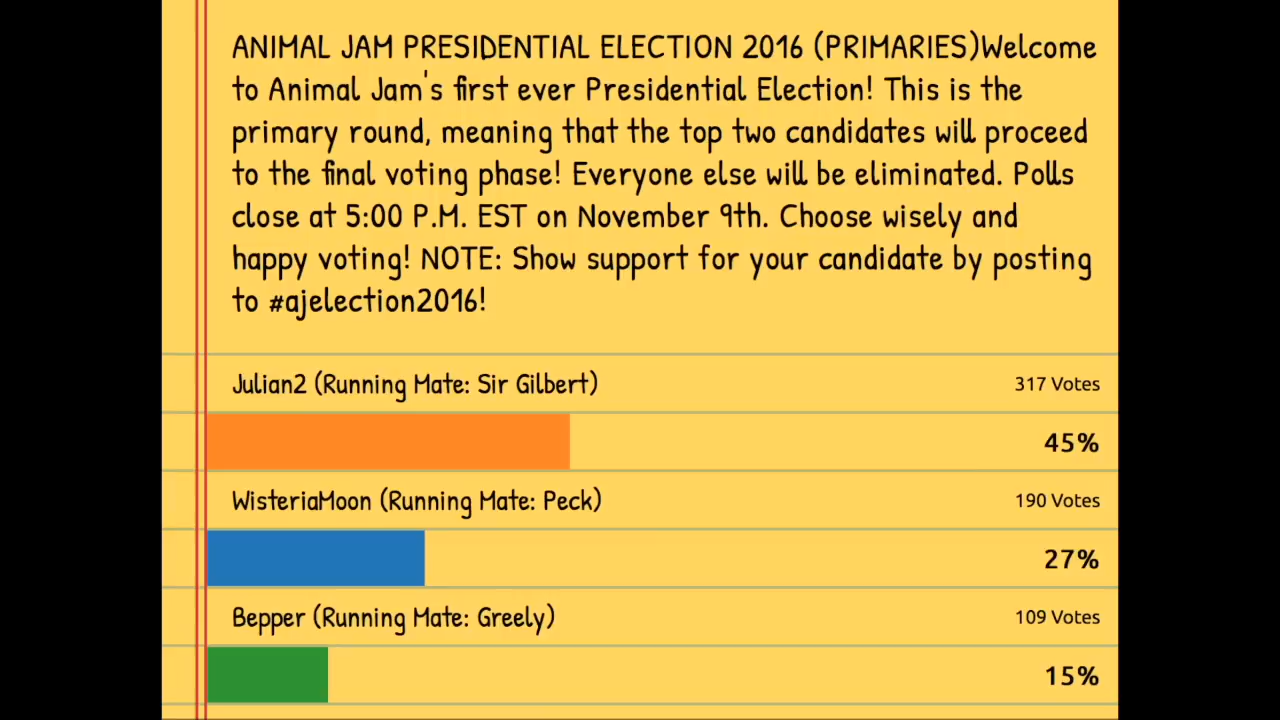 ANIMAL JAM PRESIDENTIAL ELECTION 2016 (PRIMARIES)Welcome
to Animal Jam's first ever Presidential Election! This is the
primary round, meaning that the top two candidates will proceed
to the final voting phase! Everyone else will be eliminated. Polls
close at 5:00 P.M. EST on November 9th. Choose wisely and
happy voting! NOTE: Show support for your candidate by posting
to #ajelection2016!
Julian2 (Running Mate: Sir Gilbert) 317 Votes
45%
WisteriaMoon (Running Mate: Peck) 190 Votes
27%
Bepper (Running Mate: Greely) 109 Votes
15%